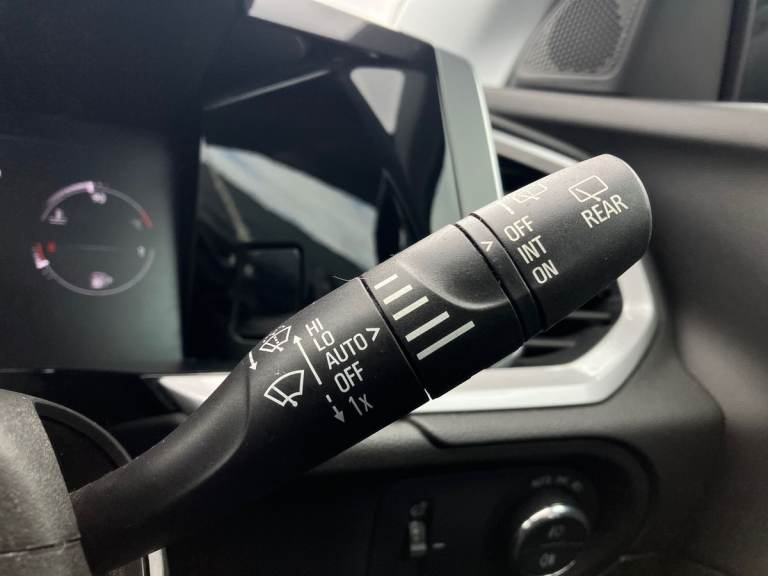 HI
LO
AUTO >
OFF
1x
>
OFF
INT
ON
REAR